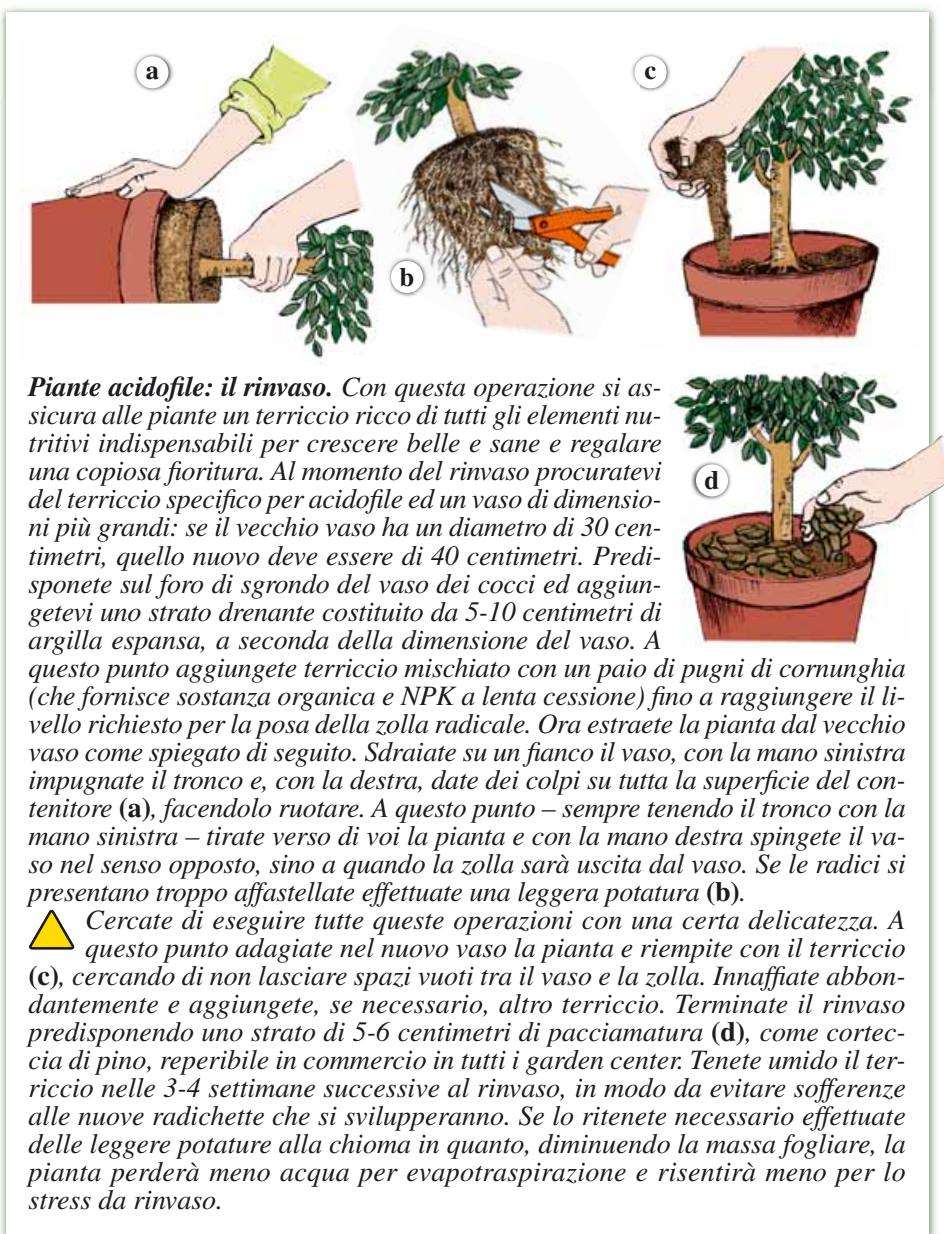 a
c
b
Piante acidofile: il rinvaso. Con questa operazione si as-
sicura alle piante un terriccio ricco di tutti gli elementi nu-
tritivi indispensabili per crescere belle e sane e regalare
una copiosa fioritura. Al momento del rinvaso procuratevi
del terriccio specifico per acidofile ed un vaso di dimensio-
ni più grandi: se il vecchio vaso ha un diametro di 30 cen-
timetri, quello nuovo deve essere di 40 centimetri. Predi-
sponete sul foro di sgrondo del vaso dei cocci ed aggiun-
getevi uno strato drenante costituito da 5-10 centimetri di
argilla espansa, a seconda della dimensione del vaso. A
d
questo punto aggiungete terriccio mischiato con un paio di pugni di cornunghia
(che fornisce sostanza organica e NPK a lenta cessione) fino a raggiungere il li-
vello richiesto per la posa della zolla radicale. Ora estraete la pianta dal vecchio
vaso come spiegato di seguito. Sdraiate su un fianco il vaso, con la mano sinistra
impugnate il tronco e, con la destra, date dei colpi su tutta la superficie del con-
tenitore (a), facendolo ruotare. A questo punto – sempre tenendo il tronco con la
mano sinistra – tirate verso di voi la pianta e con la mano destra spingete il va-
so nel senso opposto, sino a quando la zolla sarà uscita dal vaso. Se le radici si
presentano troppo affastellate effettuate una leggera potatura (b).
Cercate di eseguire tutte queste operazioni con una certa delicatezza. A
questo punto adagiate nel nuovo vaso la pianta e riempite con il terriccio
(c), cercando di non lasciare spazi vuoti tra il vaso e la zolla. Innaffiate abbon-
dantemente e aggiungete, se necessario, altro terriccio. Terminate il rinvaso
predisponendo uno strato di 5-6 centimetri di pacciamatura (d), come cortec-
cia di pino, reperibile in commercio in tutti i garden center. Tenete umido il ter-
riccio nelle 3-4 settimane successive al rinvaso, in modo da evitare sofferenze
alle nuove radichette che si svilupperanno. Se lo ritenete necessario effettuate
delle leggere potature alla chioma in quanto, diminuendo la massa fogliare, la
pianta perderà meno acqua per evapotraspirazione e risentirà meno per lo
stress da rinvaso.